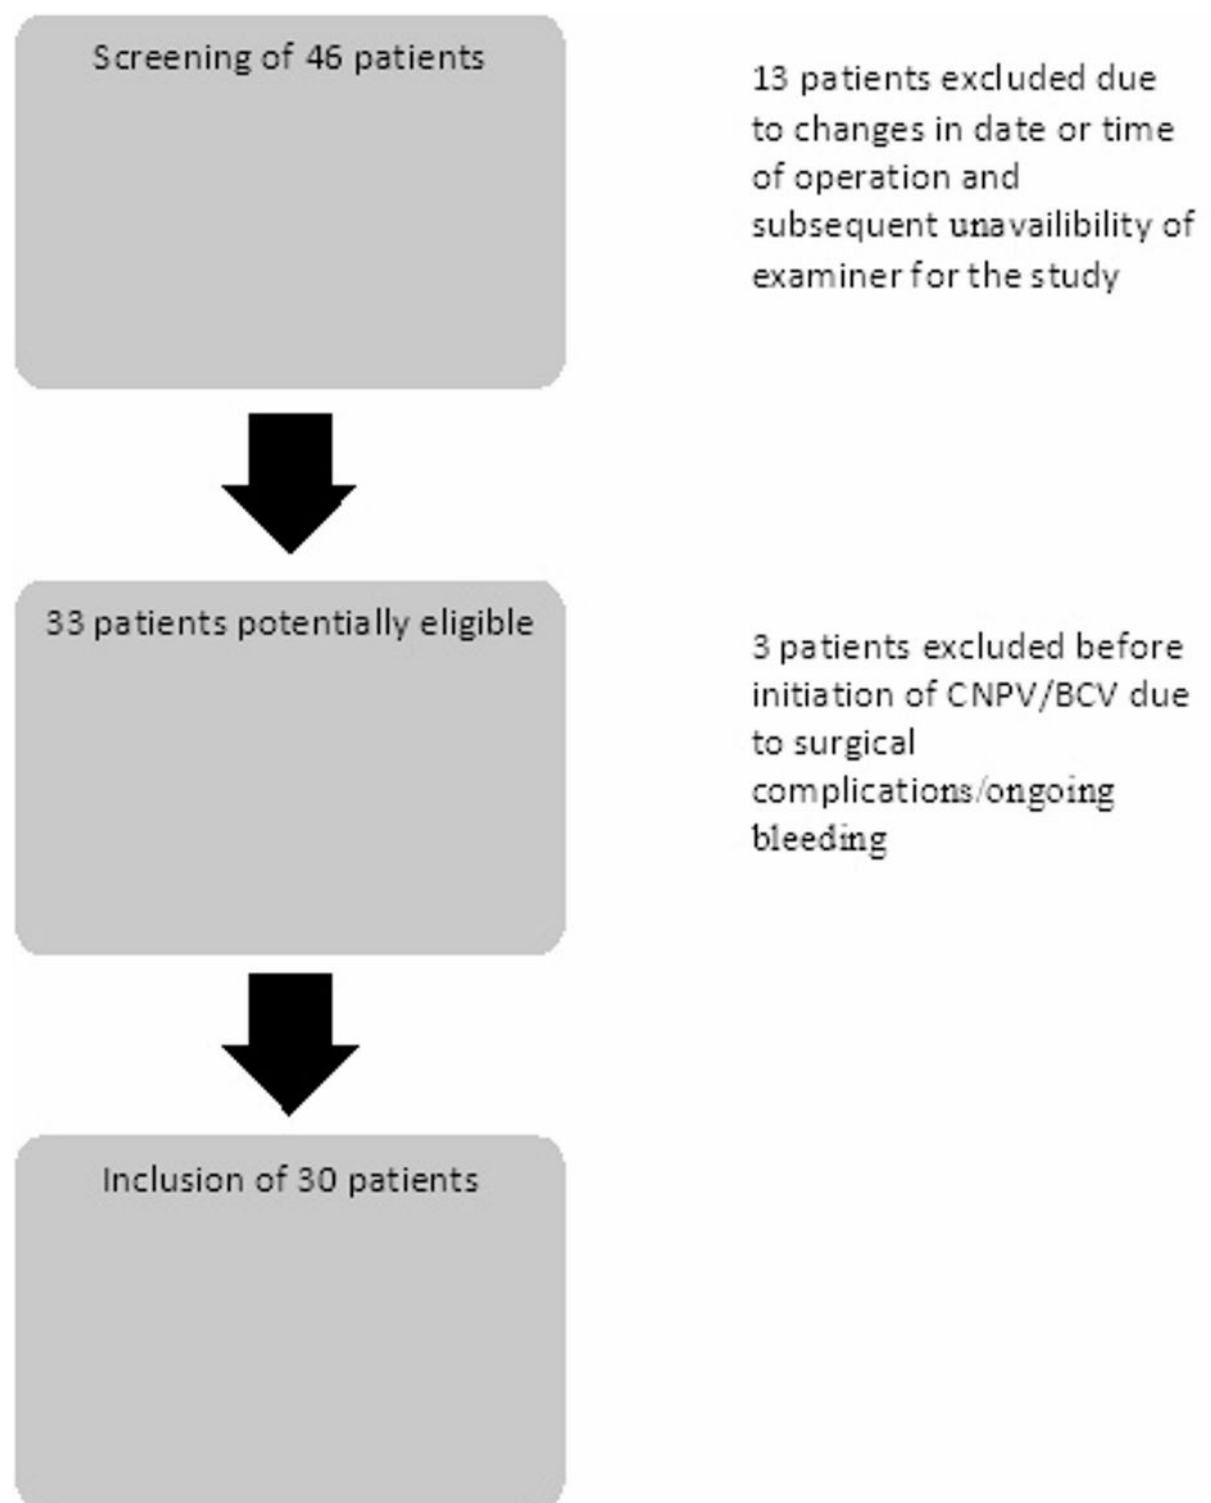 Screening of 46 patients
13 patients excluded due
to changes in date or time
of operation and
subsequent unavailibility of
examiner for the study
33 patients potentially eligible
3 patients excluded before
initiation of CNPV/BCV due
to surgical
complications/ongoing
bleeding
Inclusion of 30 patients